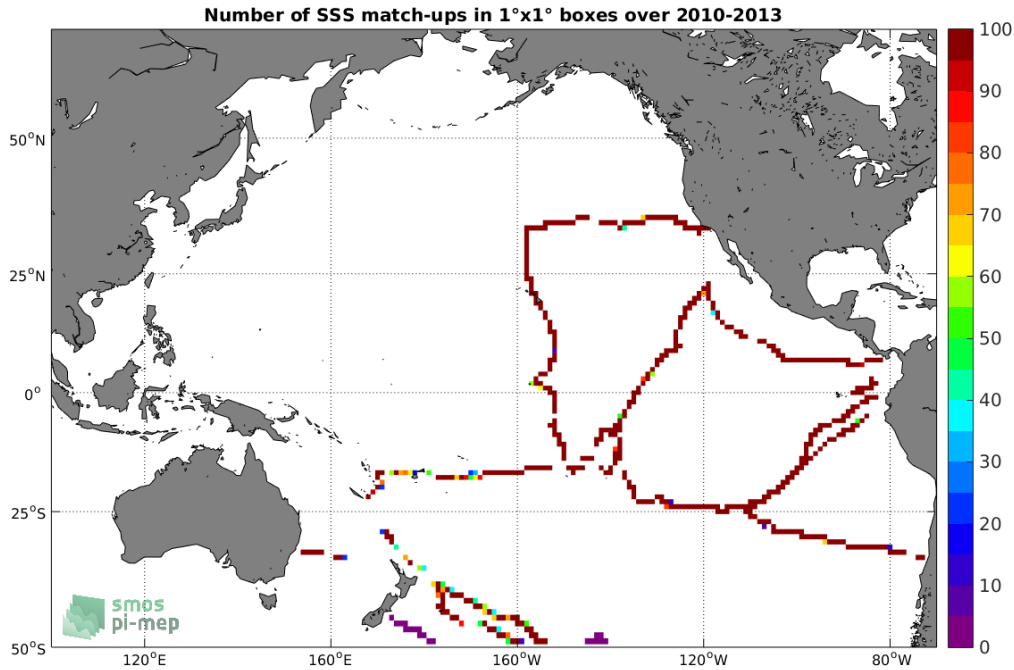 Number of SSS match-ups in 1°x1° boxes over 2010-2013
100
90
80
70
60
50
40
30
20
10
0
50°N
25°N
0°
25°S
50°S
120°E
160°E
160°W
120°W
80°W
smos
pi-mep